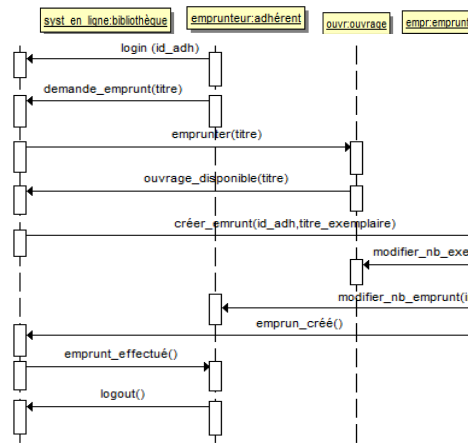 syst_en_ligne:bibliothèque
emprunteur:adhérent
ouvr:ouvrage
empr:emprunt
login (id_adh)
demande_emprunt(titre)
emprunter(titre)
ouvrage_disponible(titre)
créer_emrunt(id_adh,titre_exemplaire)
modifier_nb_exe
modifier_nb_emprunt(i
emprun_créé()
emprunt_effectué()
logout()